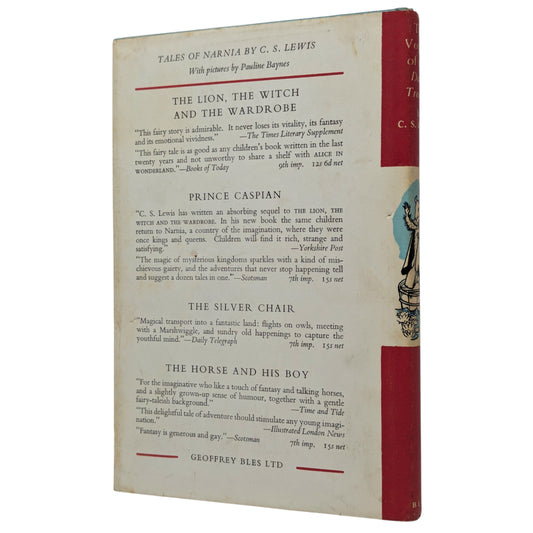 TALES OF NARNIA BY C. S. LEWIS
With pictures by Pauline Baynes
THE LION, THE WITCH
AND THE WARDROBE
"This fairy story is admirable. It never loses its vitality, its fantasy
and its emotional vividness."—The Times Literary Supplement
"This fairy tale is as good as any children's book written in the last
twenty years and not unworthy to share a shelf with ALICE IN
WONDERLAND."—Books of Today 9th imp. 12s 6d net
PRINCE CASPIAN
"C. S. Lewis has written an absorbing sequel to THE LION, THE
WITCH AND THE WARDROBE. In his new book the same children
return to Narnia, a country of the imagination, where they were
once kings and queens. Children will find it rich, strange and
satisfying." —Yorkshire Post
"The magic of mysterious kingdoms sparkles with a kind of mis-
chievous gaiety, and the adventures that never stop happening tell
and suggest a dozen tales in one."—Scotsman 7th imp. 15s net
THE SILVER CHAIR
"Magical transport into a fantastic land: flights on owls, meeting
with a Marshwiggle, and sundry old happenings to capture the
youthful mind."—Daily Telegraph 7th imp. 15s net
THE HORSE AND HIS BOY
"For the imaginative who like a touch of fantasy and talking horses,
and a slightly grown-up sense of humour, together with a gentle
fairy-taleish background." —Time and Tide
"This delightful tale of adventure should stimulate any young imagi-
nation." —Illustrated London News
"Fantasy is generous and gay."—Scotsman 7th imp. 15s net
GEOFFREY BLES LTD
C. S.